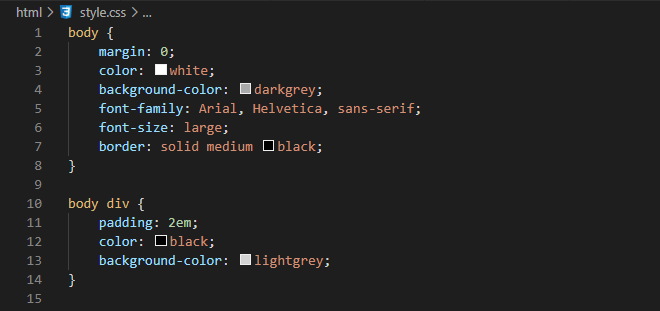 html > style.css > ...
1 body {
2     margin: 0;
3     color: white;
4     background-color: darkgrey;
5     font-family: Arial, Helvetica, sans-serif;
6     font-size: large;
7     border: solid medium black;
8 }
9
10 body div {
11     padding: 2em;
12     color: black;
13     background-color: lightgrey;
14 }
15